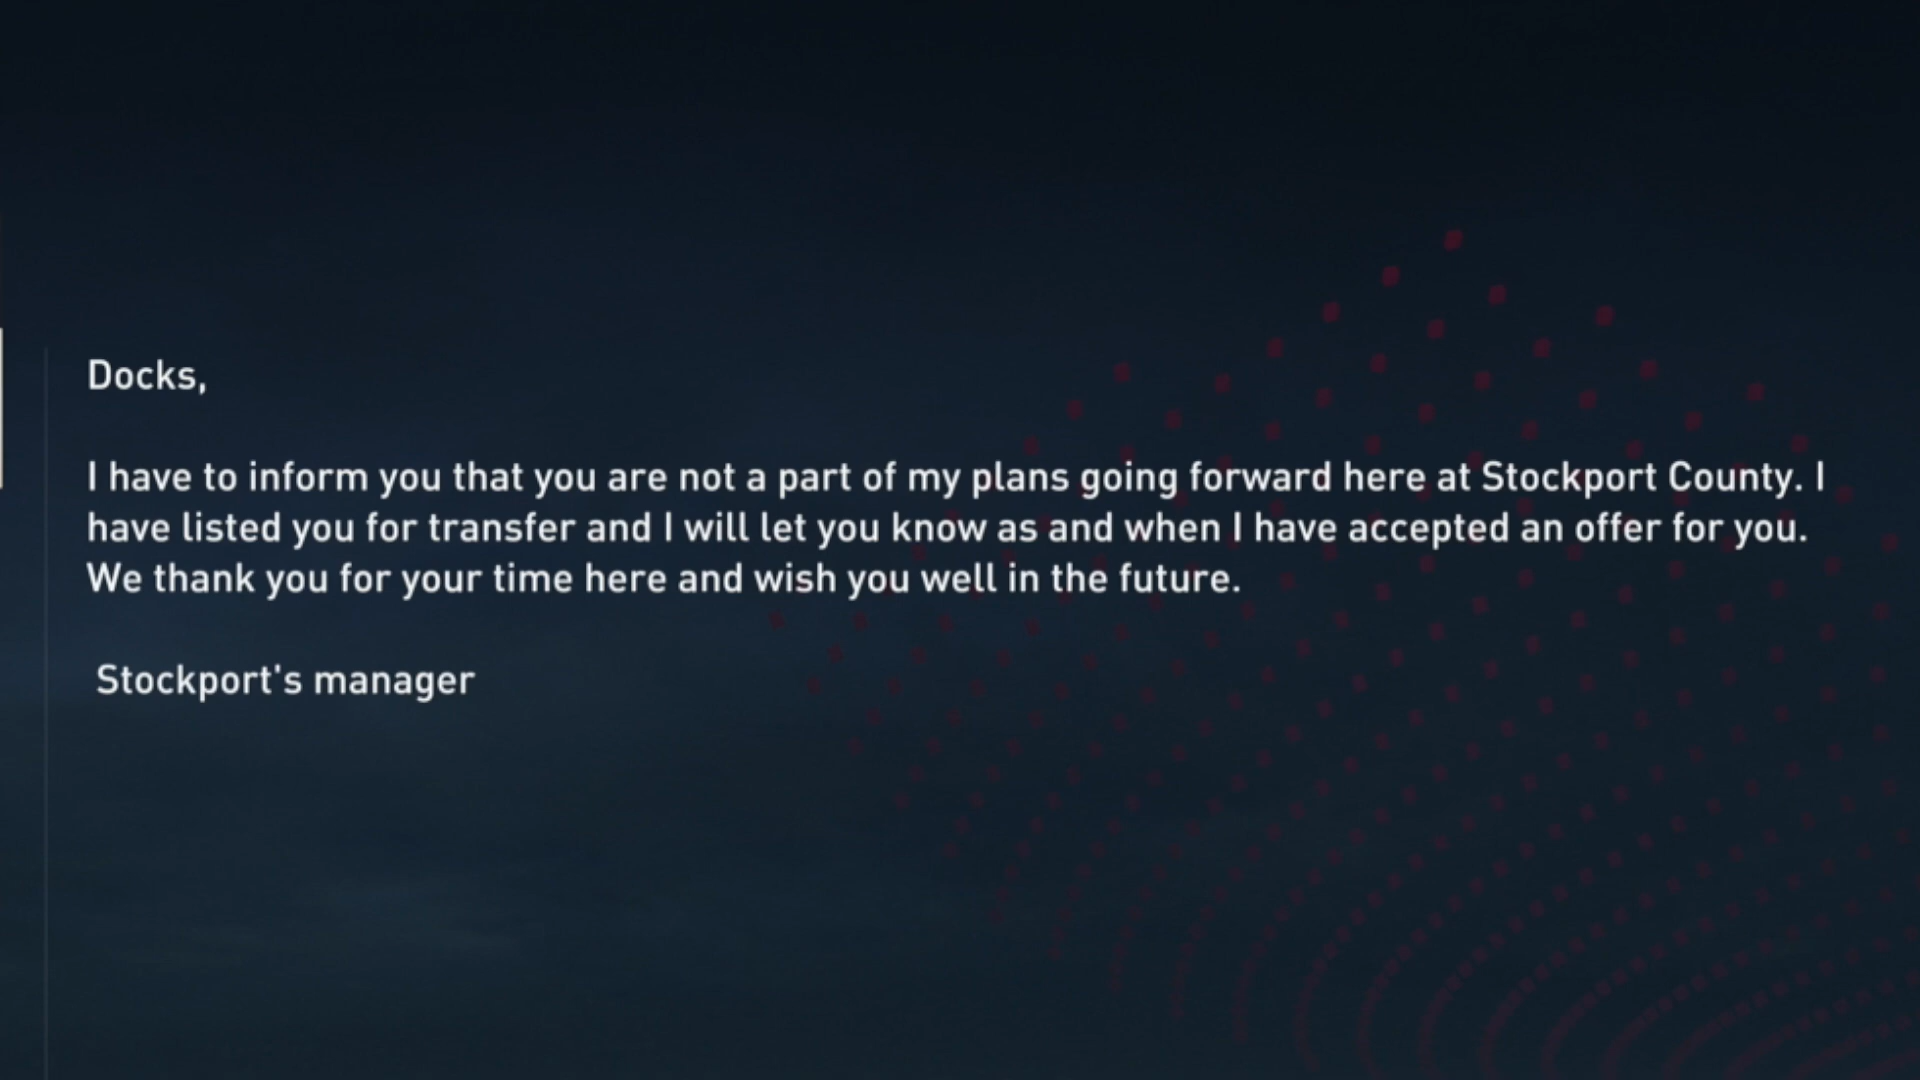 Docks,
I have to inform you that you are not a part of my plans going forward here at Stockport County. I
have listed you for transfer and I will let you know as and when I have accepted an offer for you.
We thank you for your time here and wish you well in the future.
Stockport's manager